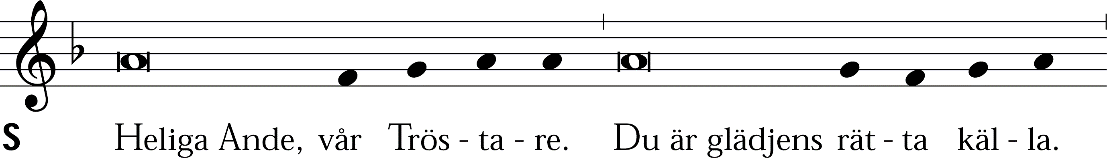 S Heliga Ande, vår Trös - ta - re. Du är glädjens rät - ta käl - la.